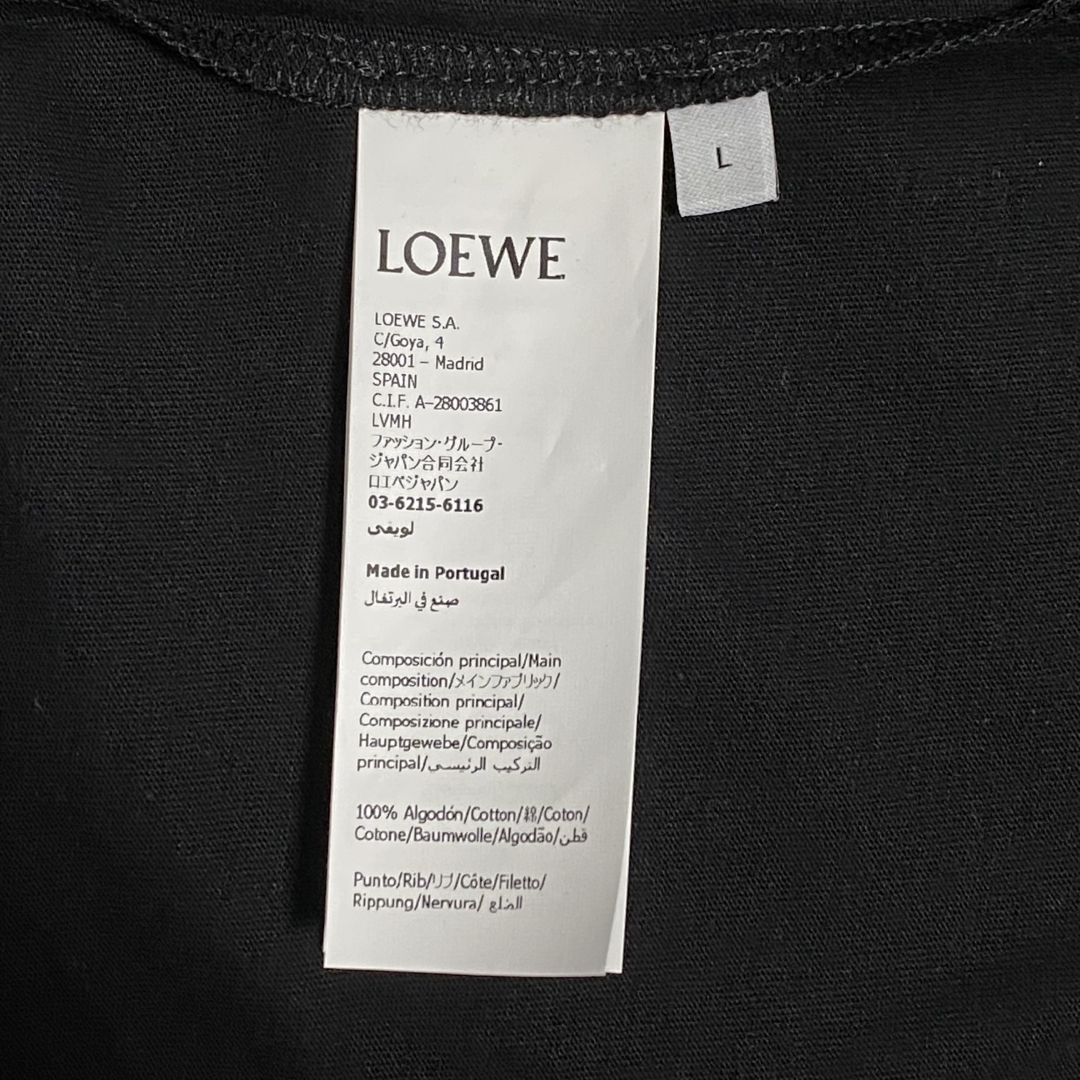 L
LOEWE
LOEWE S.A.
C/Goya, 4
28001 – Madrid
SPAIN
C.I.F. A-28003861
LVMH
ファッション・グループ・
ジャパン合同会社
ロエベジャパン
03-6215-6116
لويفي
Made in Portugal
صنع في البرتغال
Composición principal/Main
composition/メインファブリック/
Composition principal/
Composizione principale/
Hauptgewebe/Composição
principal/التركيب الرئيسي
100% Algodón/Cotton/綿/Coton/
Cotone/Baumwolle/Algodão/قطن
Punto/Rib/リブ/Côte/Filetto/
Rippung/Nervura/ الضلع